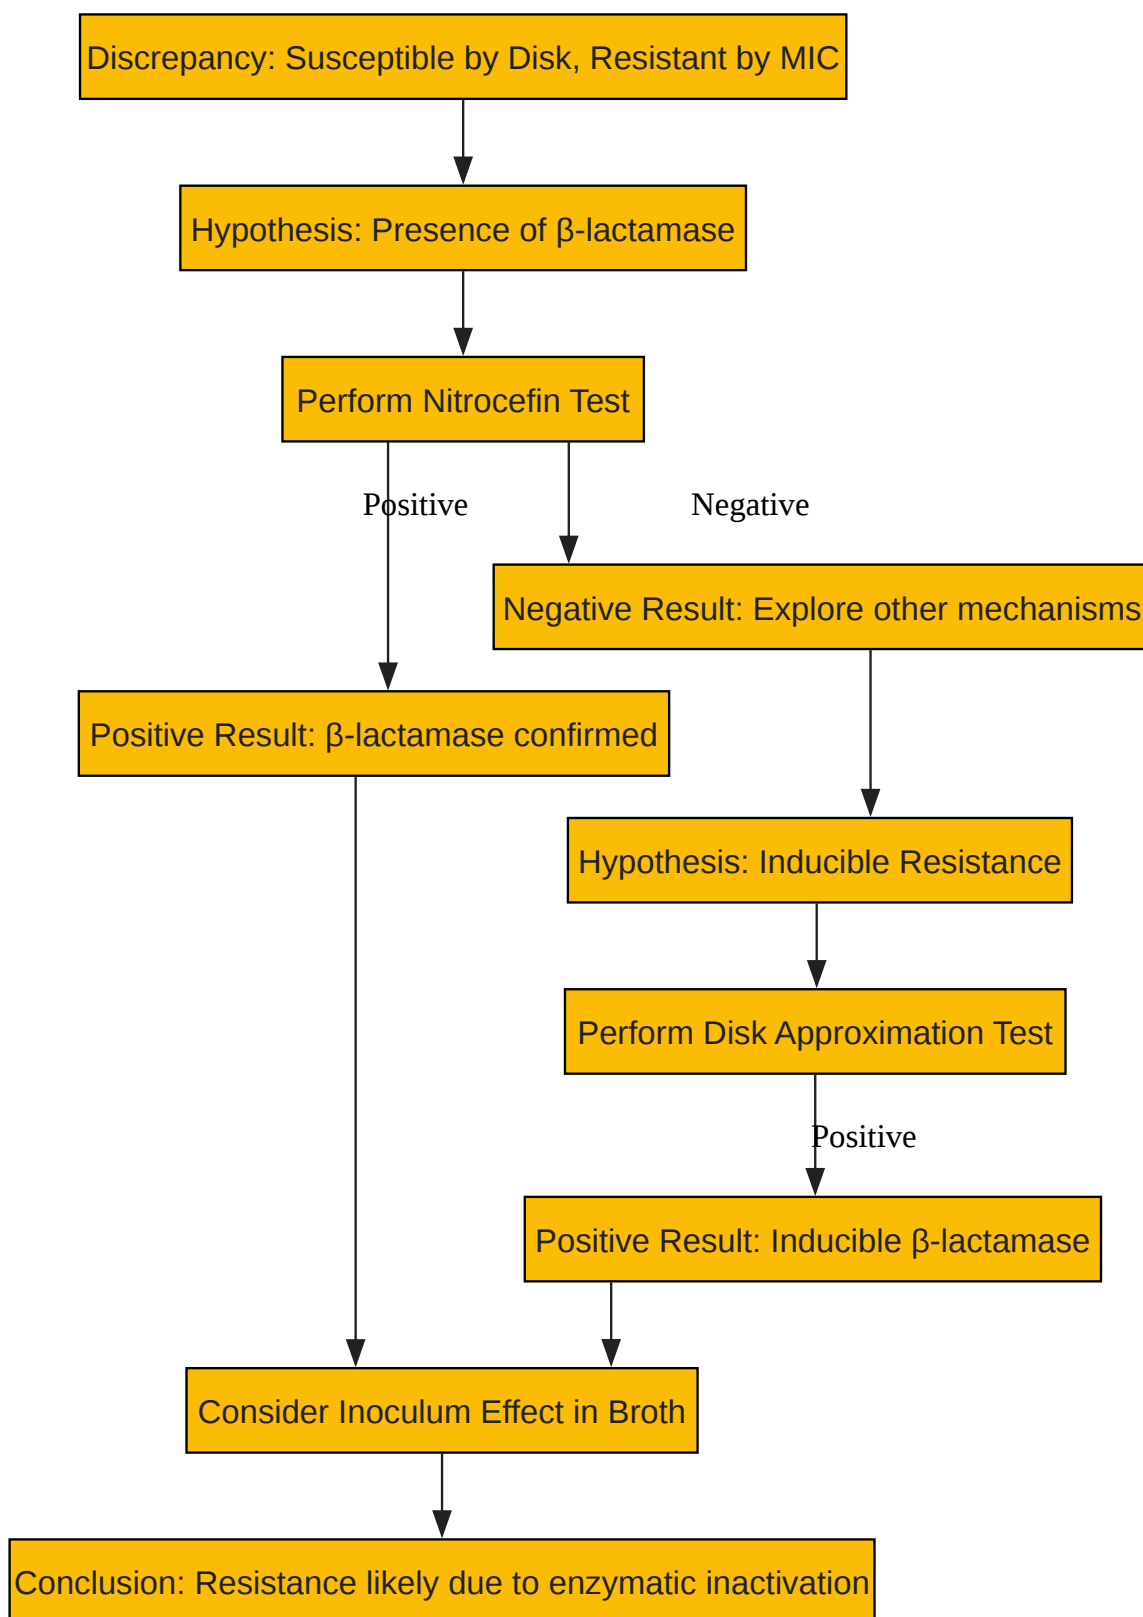 Discrepancy: Susceptible by Disk, Resistant by MIC
Hypothesis: Presence of β-lactamase
Perform Nitrocefin Test
Positive
Negative
Negative Result: Explore other mechanisms
Positive Result: β-lactamase confirmed
Hypothesis: Inducible Resistance
Perform Disk Approximation Test
Positive
Positive Result: Inducible β-lactamase
Consider Inoculum Effect in Broth
Conclusion: Resistance likely due to enzymatic inactivation